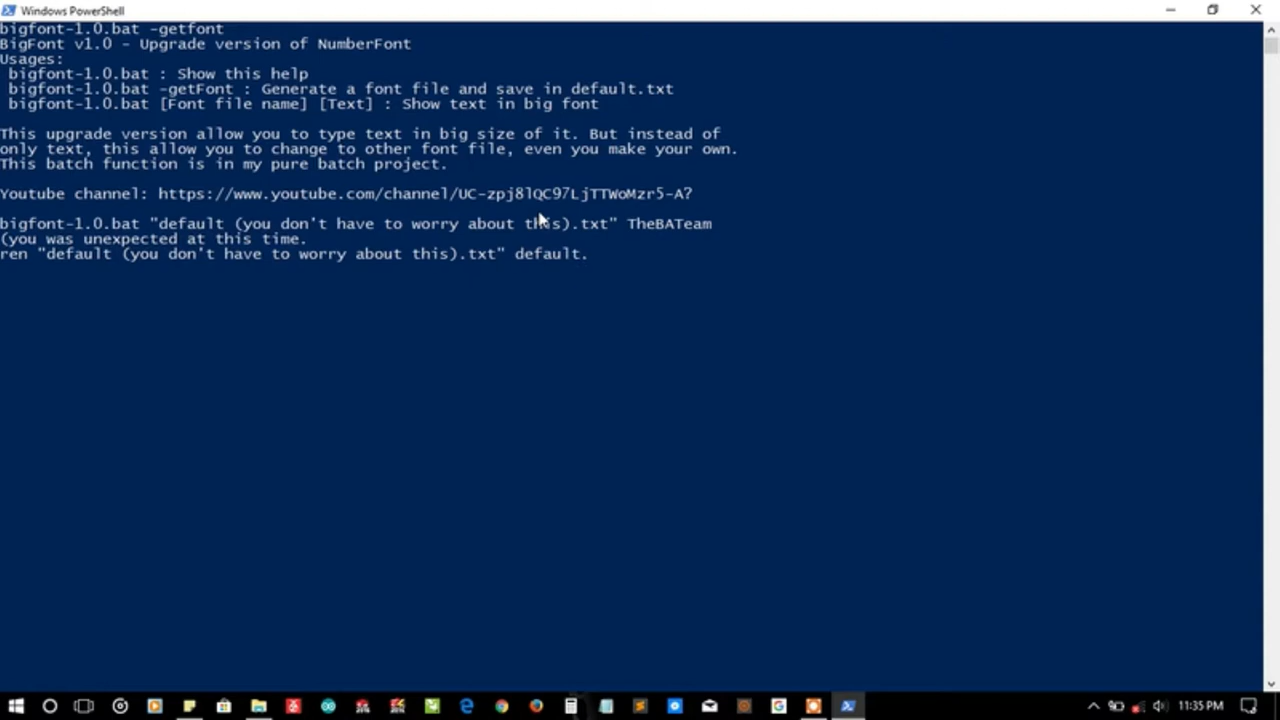 Windows PowerShell
bigfont-1.0.bat -getfont
BigFont v1.0 - Upgrade version of NumberFont
Usages:
bigfont-1.0.bat : Show this help
bigfont-1.0.bat -getFont : Generate a font file and save in default.txt
bigfont-1.0.bat [Font file name] [Text] : Show text in big font
This upgrade version allow you to type text in big size of it. But instead of
only text, this allow you to change to other font file, even you make your own.
This batch function is in my pure batch project.
Youtube channel: https://www.youtube.com/channel/UC-zpj8lQC97LjTTWoMzr5-A?
bigfont-1.0.bat "default (you don't have to worry about this).txt" TheBATeam
(you was unexpected at this time.
ren "default (you don't have to worry about this).txt" default.
11:35 PM